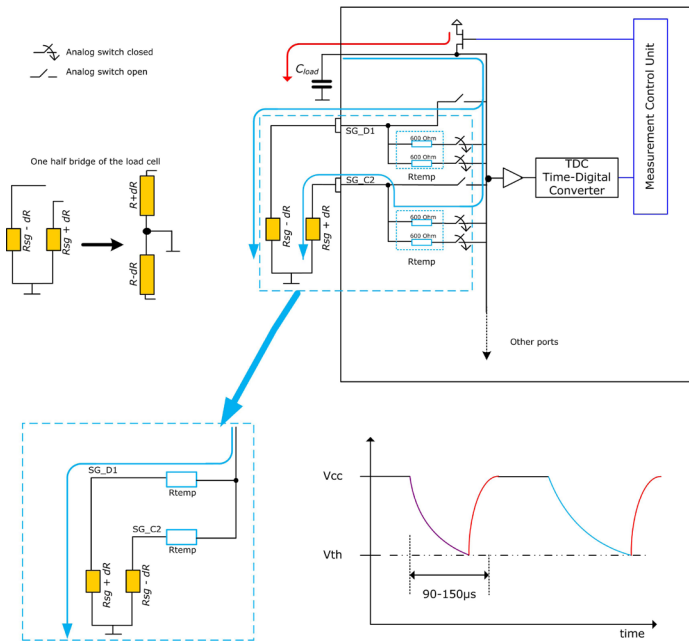 Analog switch closed
Analog switch open
Cload
Measurement Control Unit
SG_D1
600 Ohm
600 Ohm
Rtemp
One half bridge of the load cell
R+dR
SG_C2
TDC
Time-Digital
Converter
Rsg - dR
Rsg + dR
Rsg - dR
Rsg + dR
600 Ohm
600 Ohm
Rtemp
R-dR
Other ports
SG_D1
Rtemp
SG_C2
Rtemp
Rsg + dR
Rsg - dR
Vcc
Vth
90-150µs
time